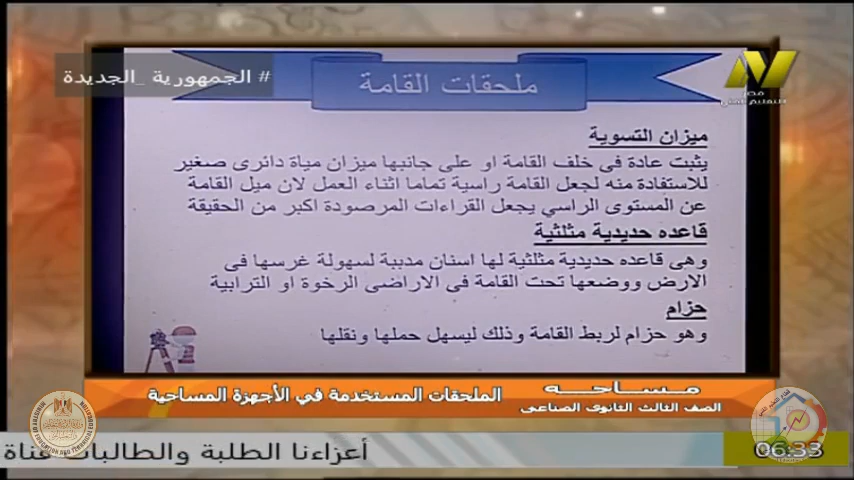 # الجمهورية _الجديدة
ملحقات القامة
ميزان التسوية
يثبت عادة فى خلف القامة او على جانبها ميزان مياة دائرى صغير
للاستفادة منه لجعل القامة راسية تماما اثناء العمل لان ميل القامة
عن المستوى الراسي يجعل القراءات المرصودة اكبر من الحقيقة
قاعده حديدية مثلثية
وهى قاعده حديدية مثلثية لها اسنان مدببة لسهولة غرسها فى
الارض ووضعها تحت القامة فى الاراضى الرخوة او الترابية
حزام
وهو حزام لربط القامة وذلك ليسهل حملها ونقلها
مـســاحـــه
الصف الثالث الثانوى الصناعى
الملحقات المستخدمة في الأجهزة المساحية
أعزاءنا الطلبة والطالبات قناة
06:33